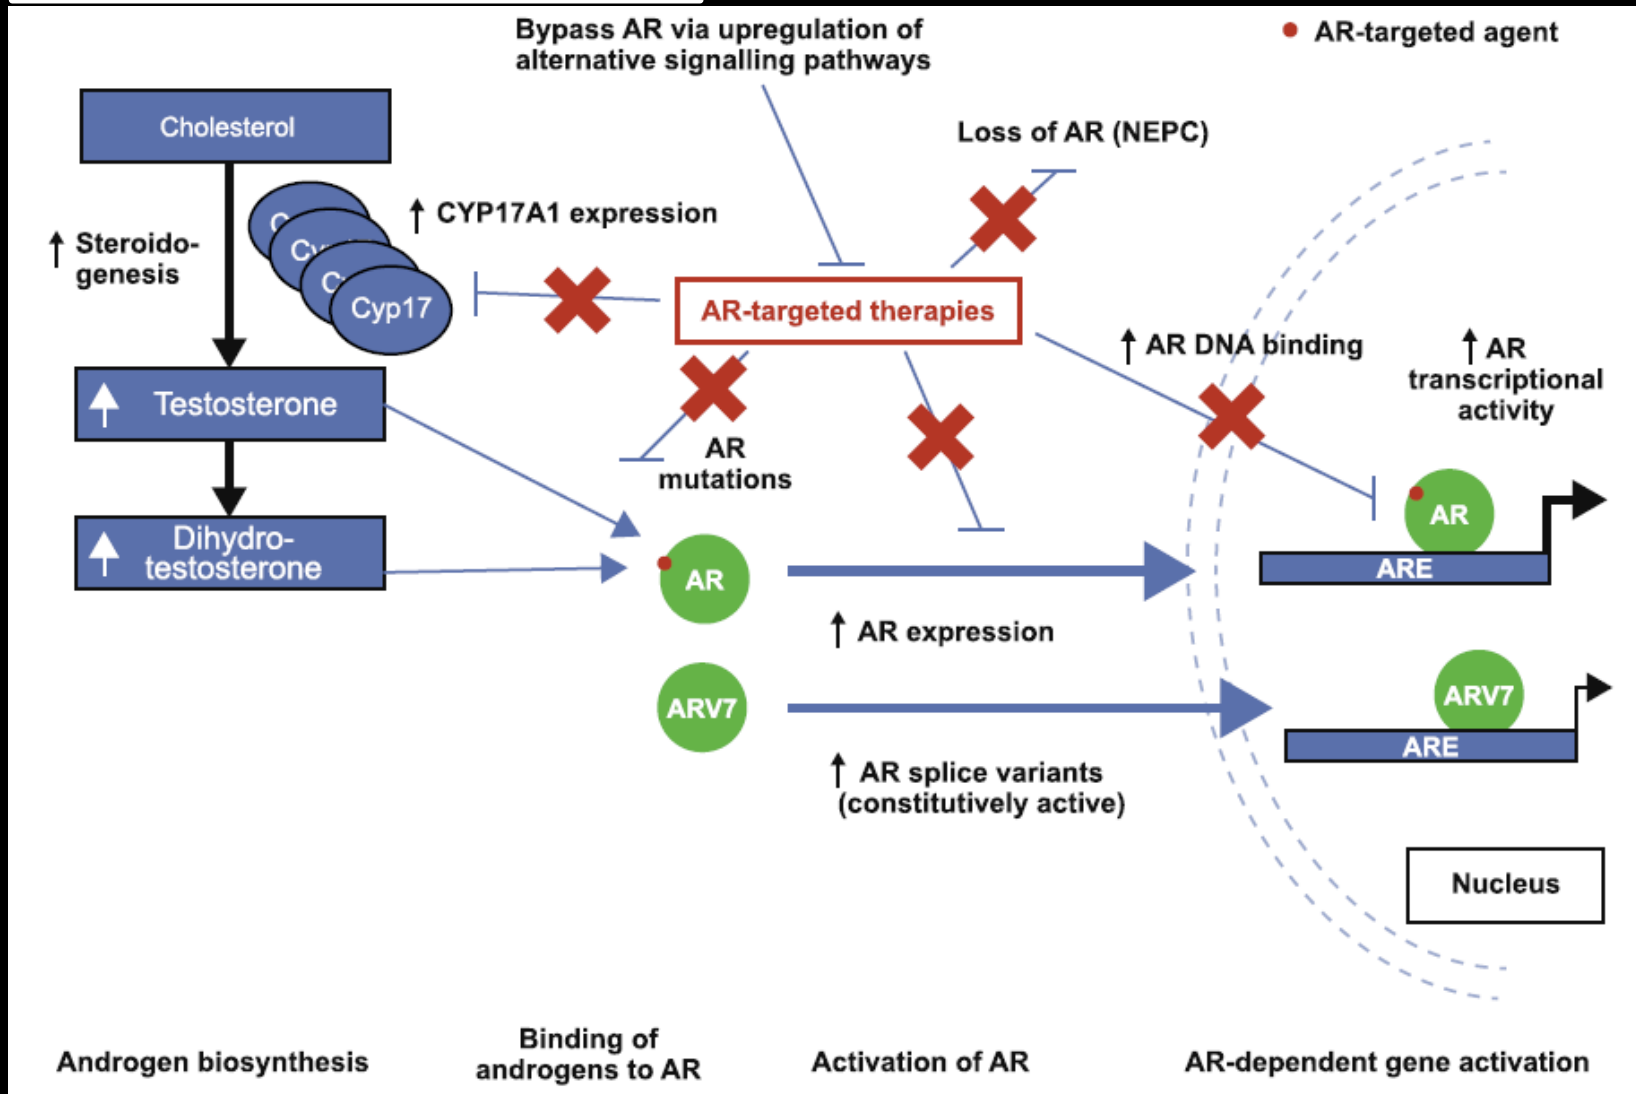 Bypass AR via upregulation of
alternative signalling pathways
AR-targeted agent
Cholesterol
Loss of AR (NEPC)
↑ CYP17A1 expression
↑ Steroido-
genesis
Cyp17
AR-targeted therapies
↑ AR DNA binding
↑ AR
transcriptional
activity
↑ Testosterone
AR
mutations
↑ Dihydro-
testosterone
AR
AR
ARE
↑ AR expression
ARV7
ARV7
ARE
↑ AR splice variants
(constitutively active)
Nucleus
Androgen biosynthesis
Binding of
androgens to AR
Activation of AR
AR-dependent gene activation